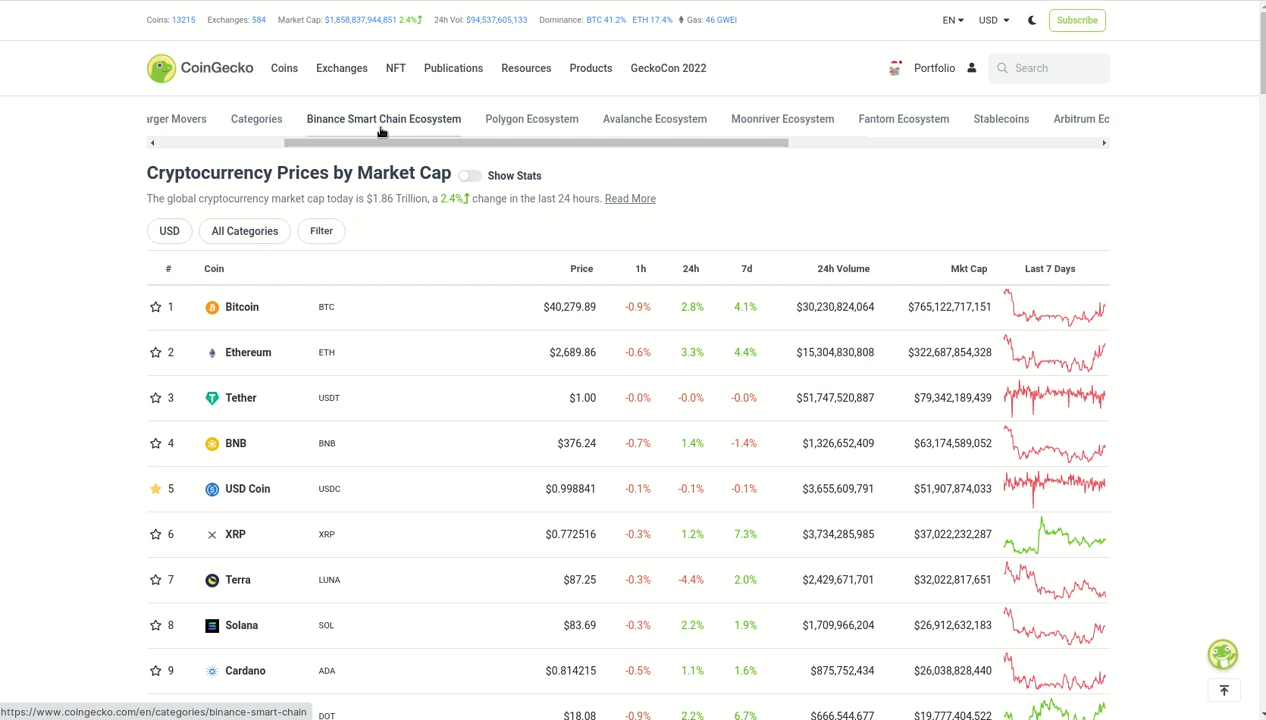 Coins: 13215 Exchanges: 584 Market Cap: $1,858,837,944,851 2.4% 24h Vol: $94,537,605,133 Dominance: BTC 41.2% ETH 17.4% Gas: 46 GWEI EN USD Subscribe
CoinGecko Coins Exchanges NFT Publications Resources Products GeckoCon 2022 Portfolio Search
arger Movers Categories Binance Smart Chain Ecosystem Polygon Ecosystem Avalanche Ecosystem Moonriver Ecosystem Fantom Ecosystem Stablecoins Arbitrum Ec
Cryptocurrency Prices by Market Cap Show Stats
The global cryptocurrency market cap today is $1.86 Trillion, a 2.4% change in the last 24 hours. Read More
USD All Categories Filter
# Coin Price 1h 24h 7d 24h Volume Mkt Cap Last 7 Days
1 Bitcoin BTC $40,279.89 -0.9% 2.8% 4.1% $30,230,824,064 $765,122,717,151
2 Ethereum ETH $2,689.86 -0.6% 3.3% 4.4% $15,304,830,808 $322,687,854,328
3 Tether USDT $1.00 -0.0% -0.0% -0.0% $51,747,520,887 $79,342,189,439
4 BNB BNB $376.24 -0.7% 1.4% -1.4% $1,326,652,409 $63,174,589,052
5 USD Coin USDC $0.998841 -0.1% -0.1% -0.1% $3,655,609,791 $51,907,874,033
6 XRP XRP $0.772516 -0.3% 1.2% 7.3% $3,734,285,985 $37,022,232,287
7 Terra LUNA $87.25 -0.3% -4.4% 2.0% $2,429,671,701 $32,022,817,651
8 Solana SOL $83.69 -0.3% 2.2% 1.9% $1,709,966,204 $26,912,632,183
9 Cardano ADA $0.814215 -0.5% 1.1% 1.6% $875,752,434 $26,038,828,440
DOT $18.08 -0.9% 2.2% 6.7% $666,544,677 $19,777,404,522
https://www.coingecko.com/en/categories/binance-smart-chain